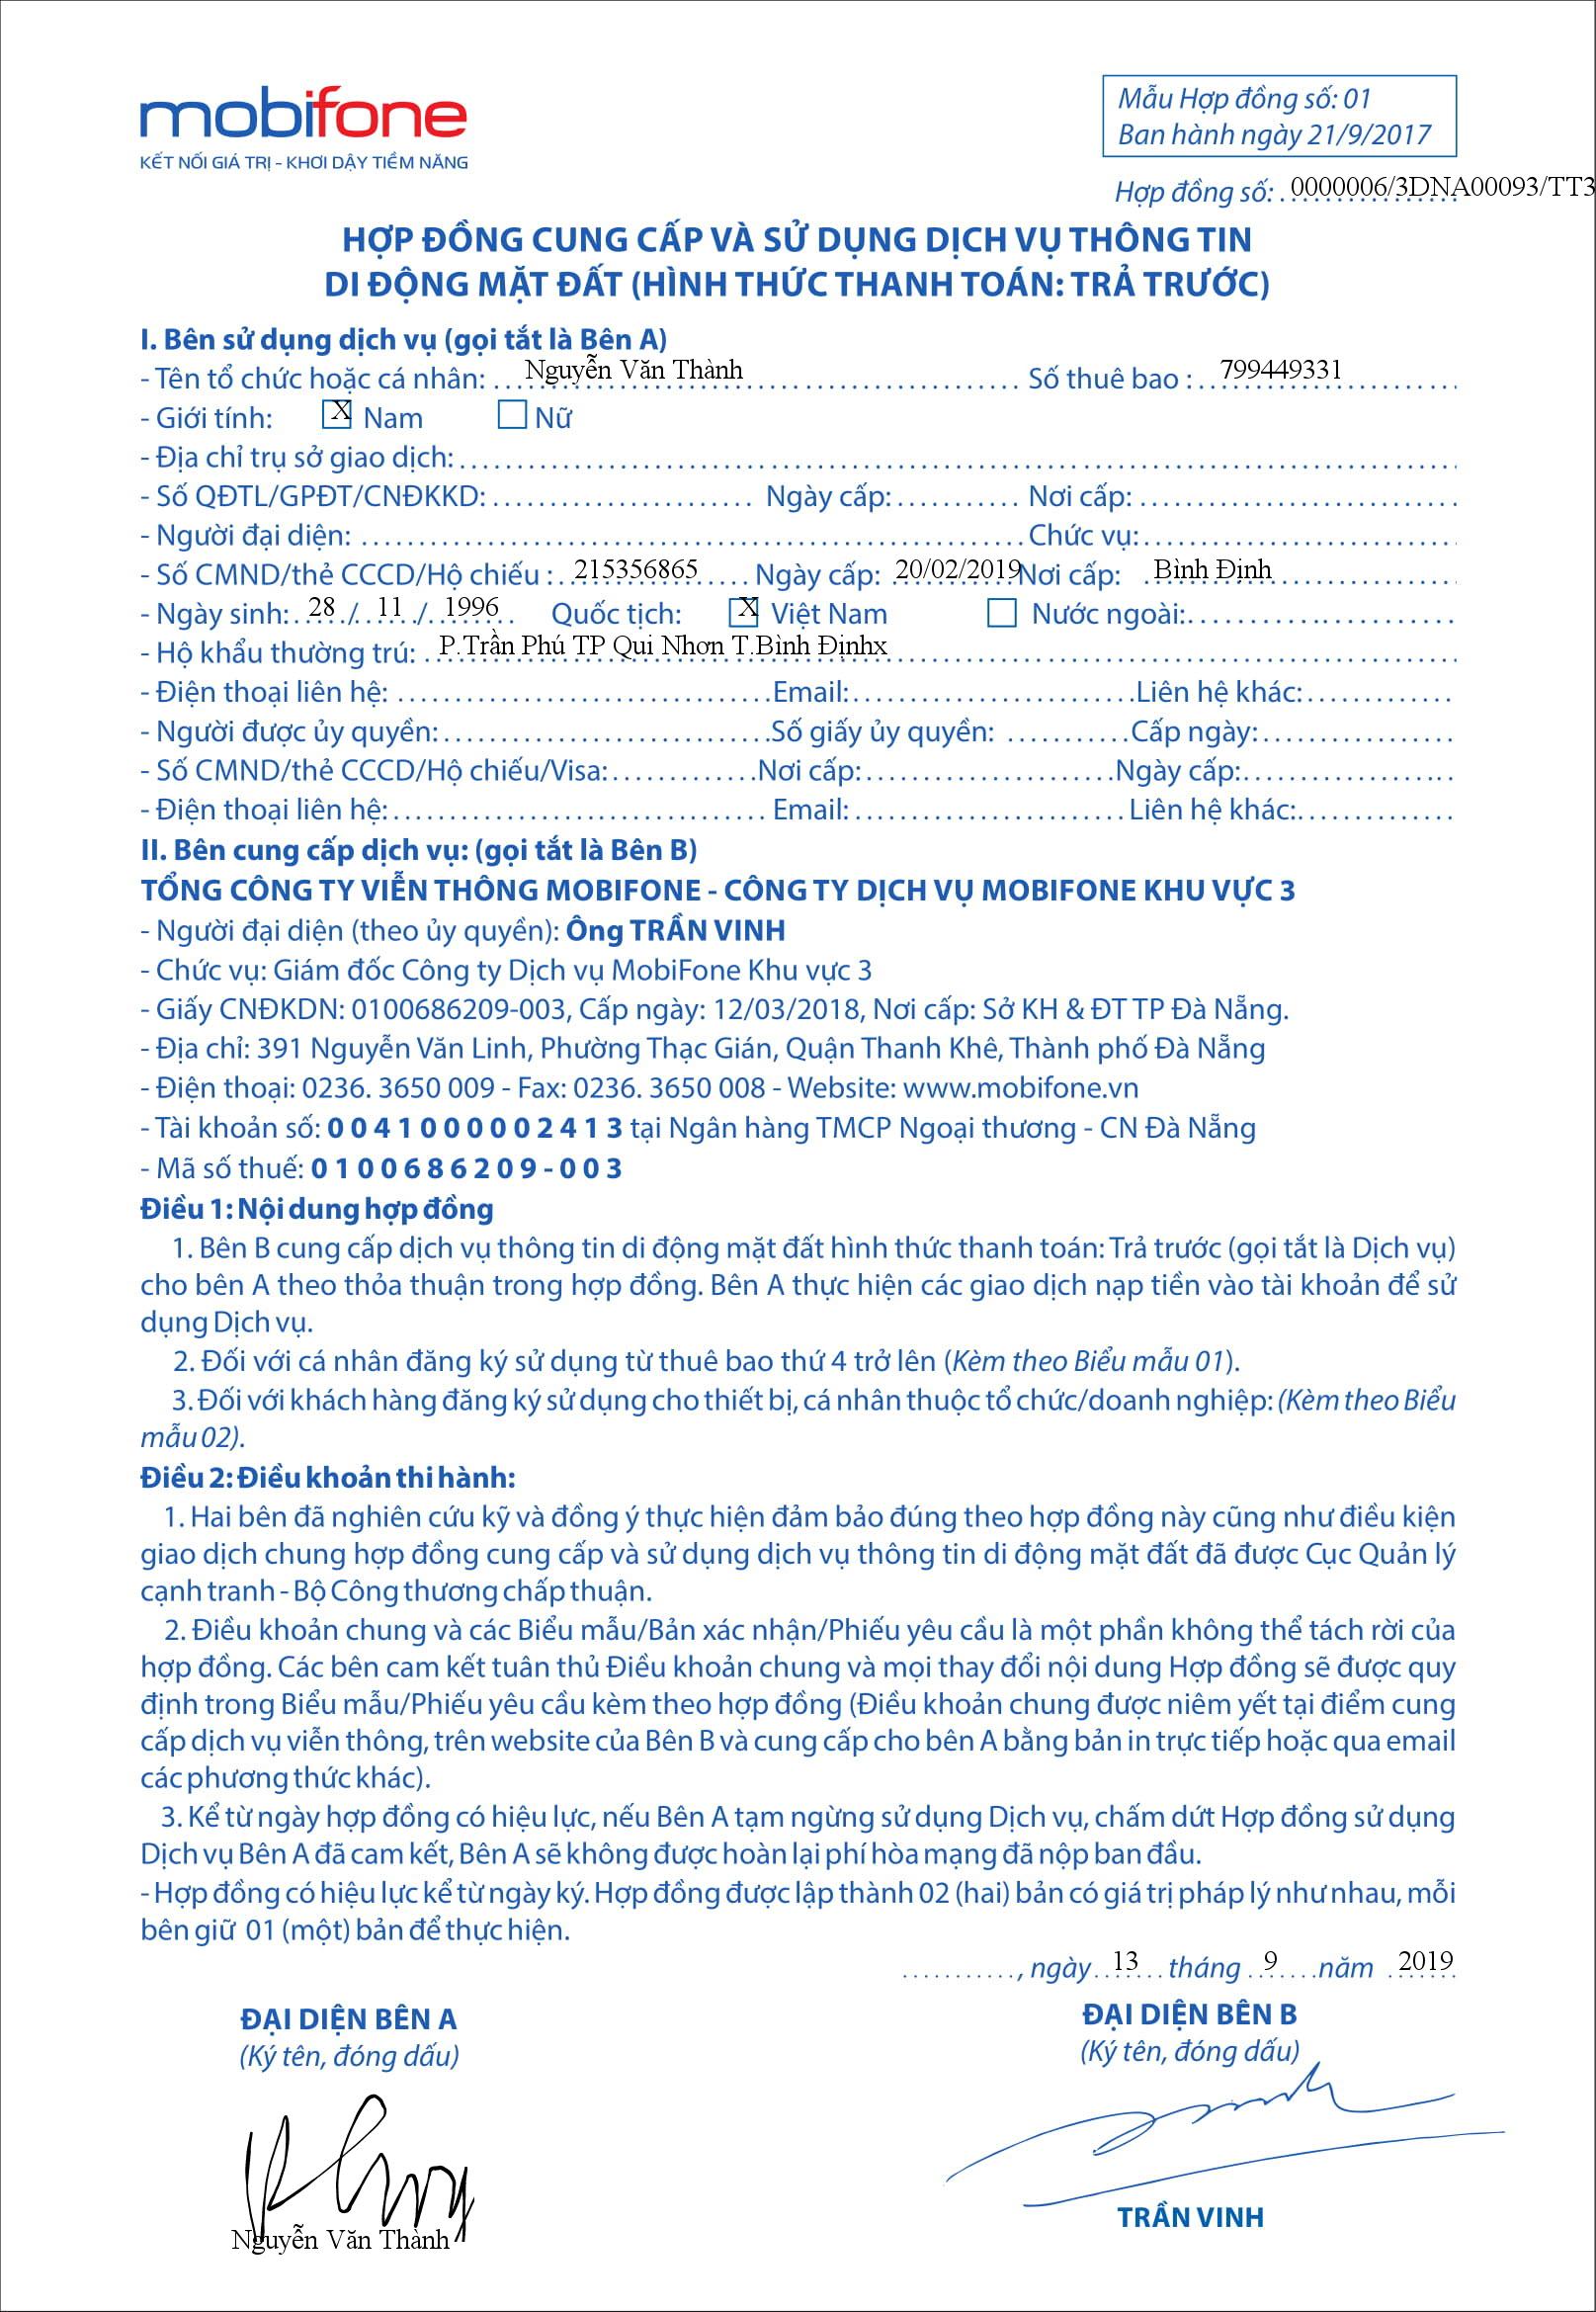 mobifone
KẾT NỐI GIÁ TRỊ - KHƠI DẬY TIỀM NĂNG
Mẫu Hợp đồng số: 01
Ban hành ngày 21/9/2017
Hợp đồng số: 0000006/3DNA00093/TT3
HỢP ĐỒNG CUNG CẤP VÀ SỬ DỤNG DỊCH VỤ THÔNG TIN
DI ĐỘNG MẶT ĐẤT (HÌNH THỨC THANH TOÁN: TRẢ TRƯỚC)
I. Bên sử dụng dịch vụ (gọi tắt là Bên A)
- Tên tổ chức hoặc cá nhân: Nguyễn Văn Thành Số thuê bao : 799449331
- Giới tính: X Nam Nữ
- Địa chỉ trụ sở giao dịch:
- Số QĐTL/GPĐT/CNĐKKD: Ngày cấp: Nơi cấp:
- Người đại diện: Chức vụ:
- Số CMND/thẻ CCCD/Hộ chiếu : 215356865 Ngày cấp: 20/02/2019 Nơi cấp: Bình Định
- Ngày sinh: 28 / 11 / 1996 Quốc tịch: X Việt Nam Nước ngoài:
- Hộ khẩu thường trú: P.Trần Phú TP Qui Nhơn T.Bình Địnhx
- Điện thoại liên hệ: Email: Liên hệ khác:
- Người được ủy quyền: Số giấy ủy quyền: Cấp ngày:
- Số CMND/thẻ CCCD/Hộ chiếu/Visa: Nơi cấp: Ngày cấp:
- Điện thoại liên hệ: Email: Liên hệ khác:
II. Bên cung cấp dịch vụ: (gọi tắt là Bên B)
TỔNG CÔNG TY VIỄN THÔNG MOBIFONE - CÔNG TY DỊCH VỤ MOBIFONE KHU VỰC 3
- Người đại diện (theo ủy quyền): Ông TRẦN VINH
- Chức vụ: Giám đốc Công ty Dịch vụ MobiFone Khu vực 3
- Giấy CNĐKDN: 0100686209-003, Cấp ngày: 12/03/2018, Nơi cấp: Sở KH & ĐT TP Đà Nẵng.
- Địa chỉ: 391 Nguyễn Văn Linh, Phường Thạc Gián, Quận Thanh Khê, Thành phố Đà Nẵng
- Điện thoại: 0236. 3650 009 - Fax: 0236. 3650 008 - Website: www.mobifone.vn
- Tài khoản số: 0 0 4 1 0 0 0 0 0 2 4 1 3 tại Ngân hàng TMCP Ngoại thương - CN Đà Nẵng
- Mã số thuế: 0 1 0 0 6 8 6 2 0 9 - 0 0 3
Điều 1: Nội dung hợp đồng
1. Bên B cung cấp dịch vụ thông tin di động mặt đất hình thức thanh toán: Trả trước (gọi tắt là Dịch vụ)
cho bên A theo thỏa thuận trong hợp đồng. Bên A thực hiện các giao dịch nạp tiền vào tài khoản để sử
dụng Dịch vụ.
2. Đối với cá nhân đăng ký sử dụng từ thuê bao thứ 4 trở lên (Kèm theo Biểu mẫu 01).
3. Đối với khách hàng đăng ký sử dụng cho thiết bị, cá nhân thuộc tổ chức/doanh nghiệp: (Kèm theo Biểu
mẫu 02).
Điều 2: Điều khoản thi hành:
1. Hai bên đã nghiên cứu kỹ và đồng ý thực hiện đảm bảo đúng theo hợp đồng này cũng như điều kiện
giao dịch chung hợp đồng cung cấp và sử dụng dịch vụ thông tin di động mặt đất đã được Cục Quản lý
cạnh tranh - Bộ Công thương chấp thuận.
2. Điều khoản chung và các Biểu mẫu/Bản xác nhận/Phiếu yêu cầu là một phần không thể tách rời của
hợp đồng. Các bên cam kết tuân thủ Điều khoản chung và mọi thay đổi nội dung Hợp đồng sẽ được quy
định trong Biểu mẫu/Phiếu yêu cầu kèm theo hợp đồng (Điều khoản chung được niêm yết tại điểm cung
cấp dịch vụ viễn thông, trên website của Bên B và cung cấp cho bên A bằng bản in trực tiếp hoặc qua email
các phương thức khác).
3. Kể từ ngày hợp đồng có hiệu lực, nếu Bên A tạm ngừng sử dụng Dịch vụ, chấm dứt Hợp đồng sử dụng
Dịch vụ Bên A đã cam kết, Bên A sẽ không được hoàn lại phí hòa mạng đã nộp ban đầu.
- Hợp đồng có hiệu lực kể từ ngày ký. Hợp đồng được lập thành 02 (hai) bản có giá trị pháp lý như nhau, mỗi
bên giữ 01 (một) bản để thực hiện.
, ngày 13 tháng 9 năm 2019
ĐẠI DIỆN BÊN A
(Ký tên, đóng dấu)
ĐẠI DIỆN BÊN B
(Ký tên, đóng dấu)
Nguyễn Văn Thành
TRẦN VINH